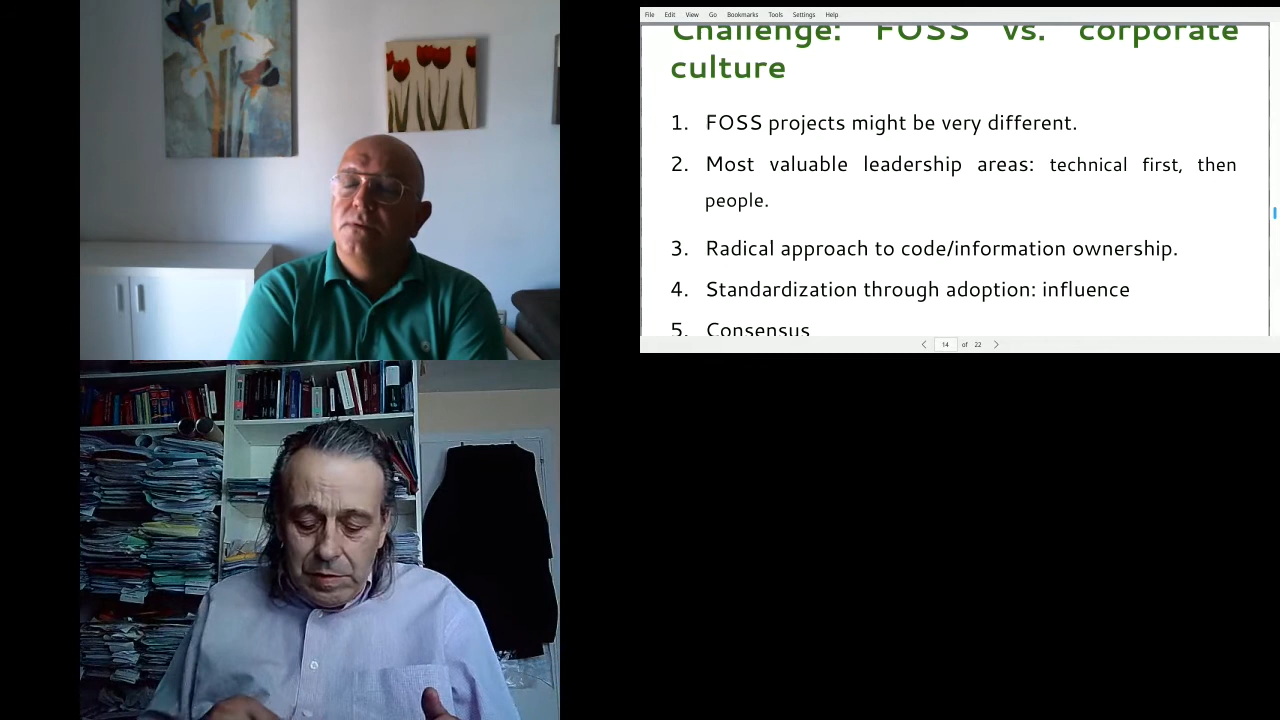 File Edit View Go Bookmarks Tools Settings Help
Challenge: FOSS vs. corporate
culture
1. FOSS projects might be very different.
2. Most valuable leadership areas: technical first, then
people.
3. Radical approach to code/information ownership.
4. Standardization through adoption: influence
5. Consensus
14 of 22